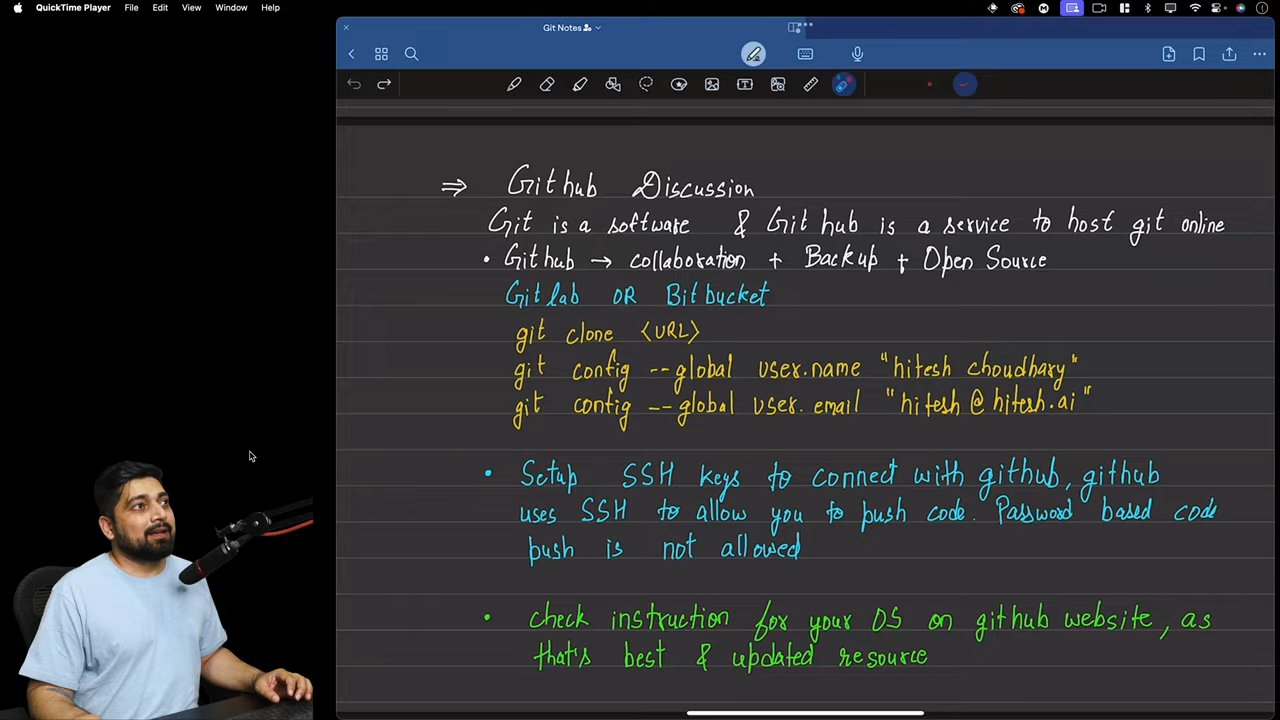 QuickTime Player File Edit View Window Help
Git Notes
⇒ Github Discussion
Git is a software & Git hub is a service to host git online
• Github → collaboration + Backup + Open Source
Gitlab OR Bitbucket
git clone <URL>
git config --global user.name "hitesh choudhary"
git config --global user.email "hitesh@hitesh.ai"
• Setup SSH keys to connect with github, github
uses SSH to allow you to push code. Password based code
push is not allowed
• check instruction for your OS on github website, as
that's best & updated resource